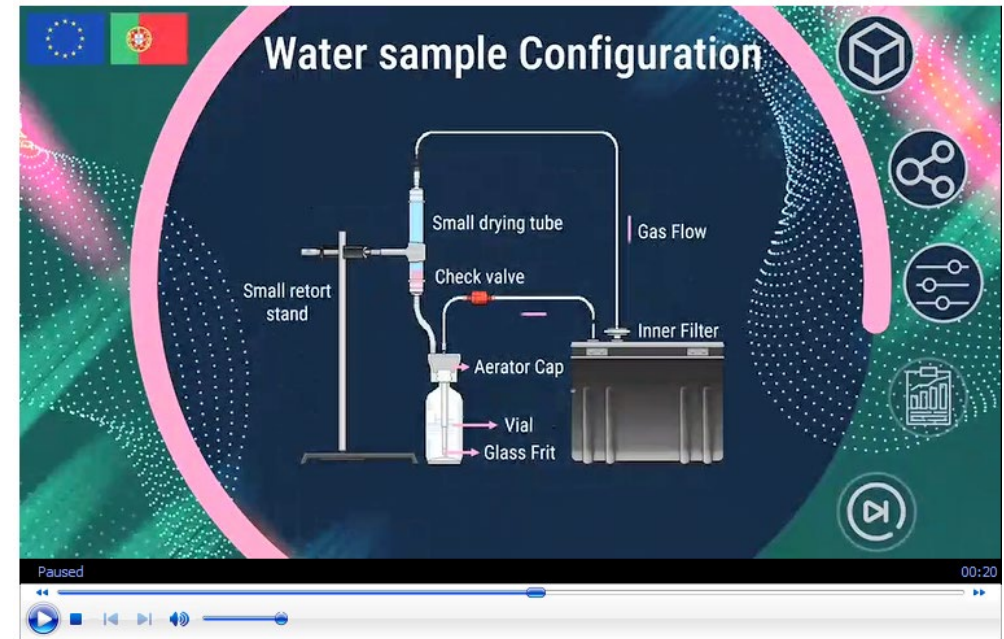 Water sample Configuration
Small drying tube
Gas Flow
Check valve
Small retort
stand
Inner Filter
Aerator Cap
Vial
Glass Frit
Paused
00:20